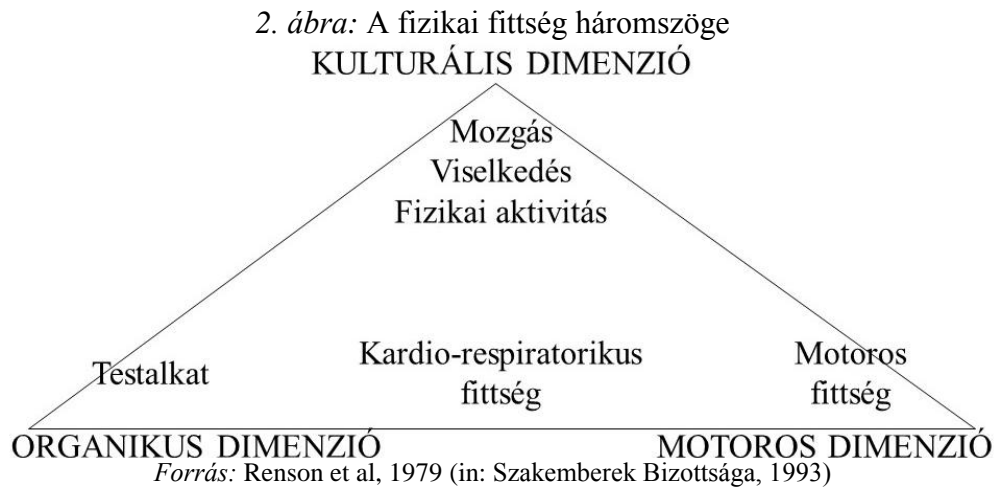 2. ábra: A fizikai fittség háromszöge
KULTURÁLIS DIMENZIÓ
Mozgás
Viselkedés
Fizikai aktivitás
Testalkat
Kardio-respiratorikus
fittség
Motoros
fittség
ORGANIKUS DIMENZIÓ
MOTOROS DIMENZIÓ
Forrás: Renson et al, 1979 (in: Szakemberek Bizottsága, 1993)